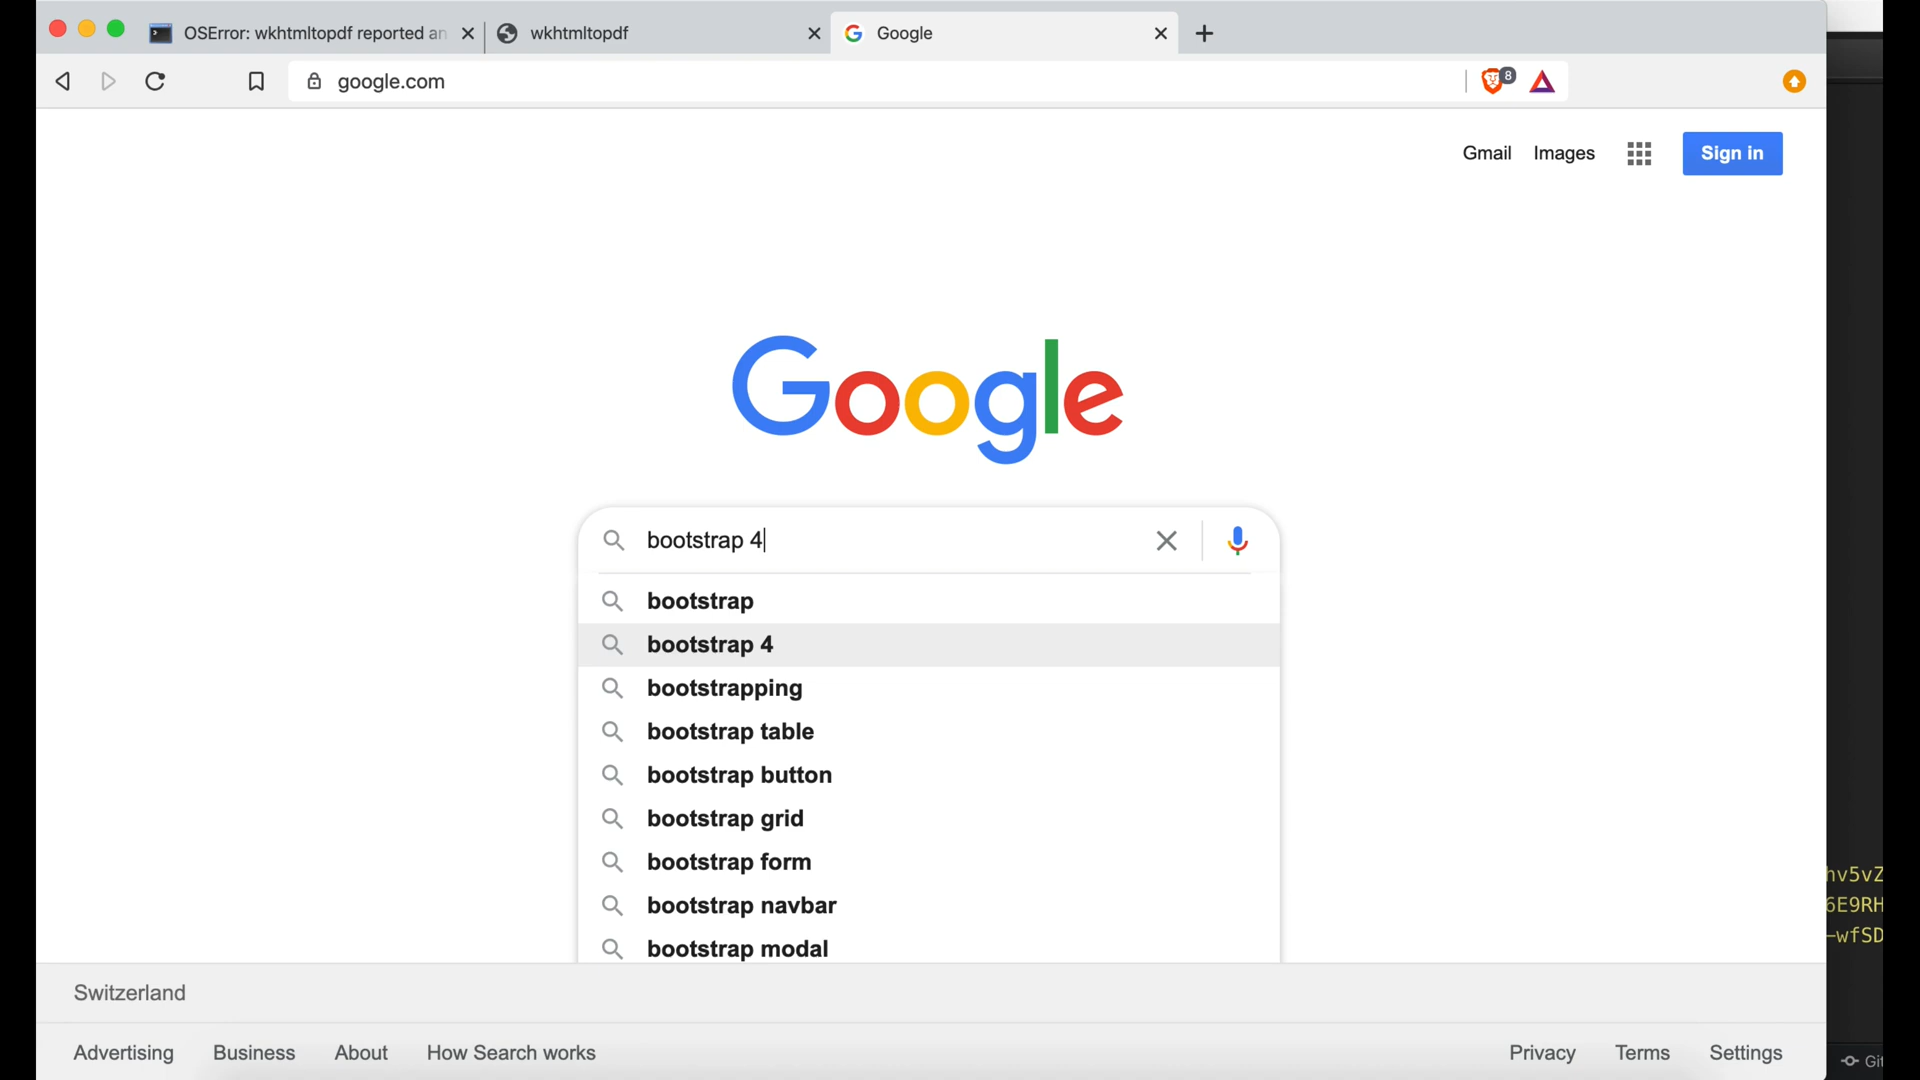 OSError: wkhtmltopdf reported an
wkhtmltopdf
Google
google.com
8
Gmail
Images
Sign in
Google
bootstrap 4
bootstrap
bootstrap 4
bootstrapping
bootstrap table
bootstrap button
bootstrap grid
bootstrap form
bootstrap navbar
bootstrap modal
hv5vZ
6E9RH
-wfSD
Switzerland
Advertising
Business
About
How Search works
Privacy
Terms
Settings
Git